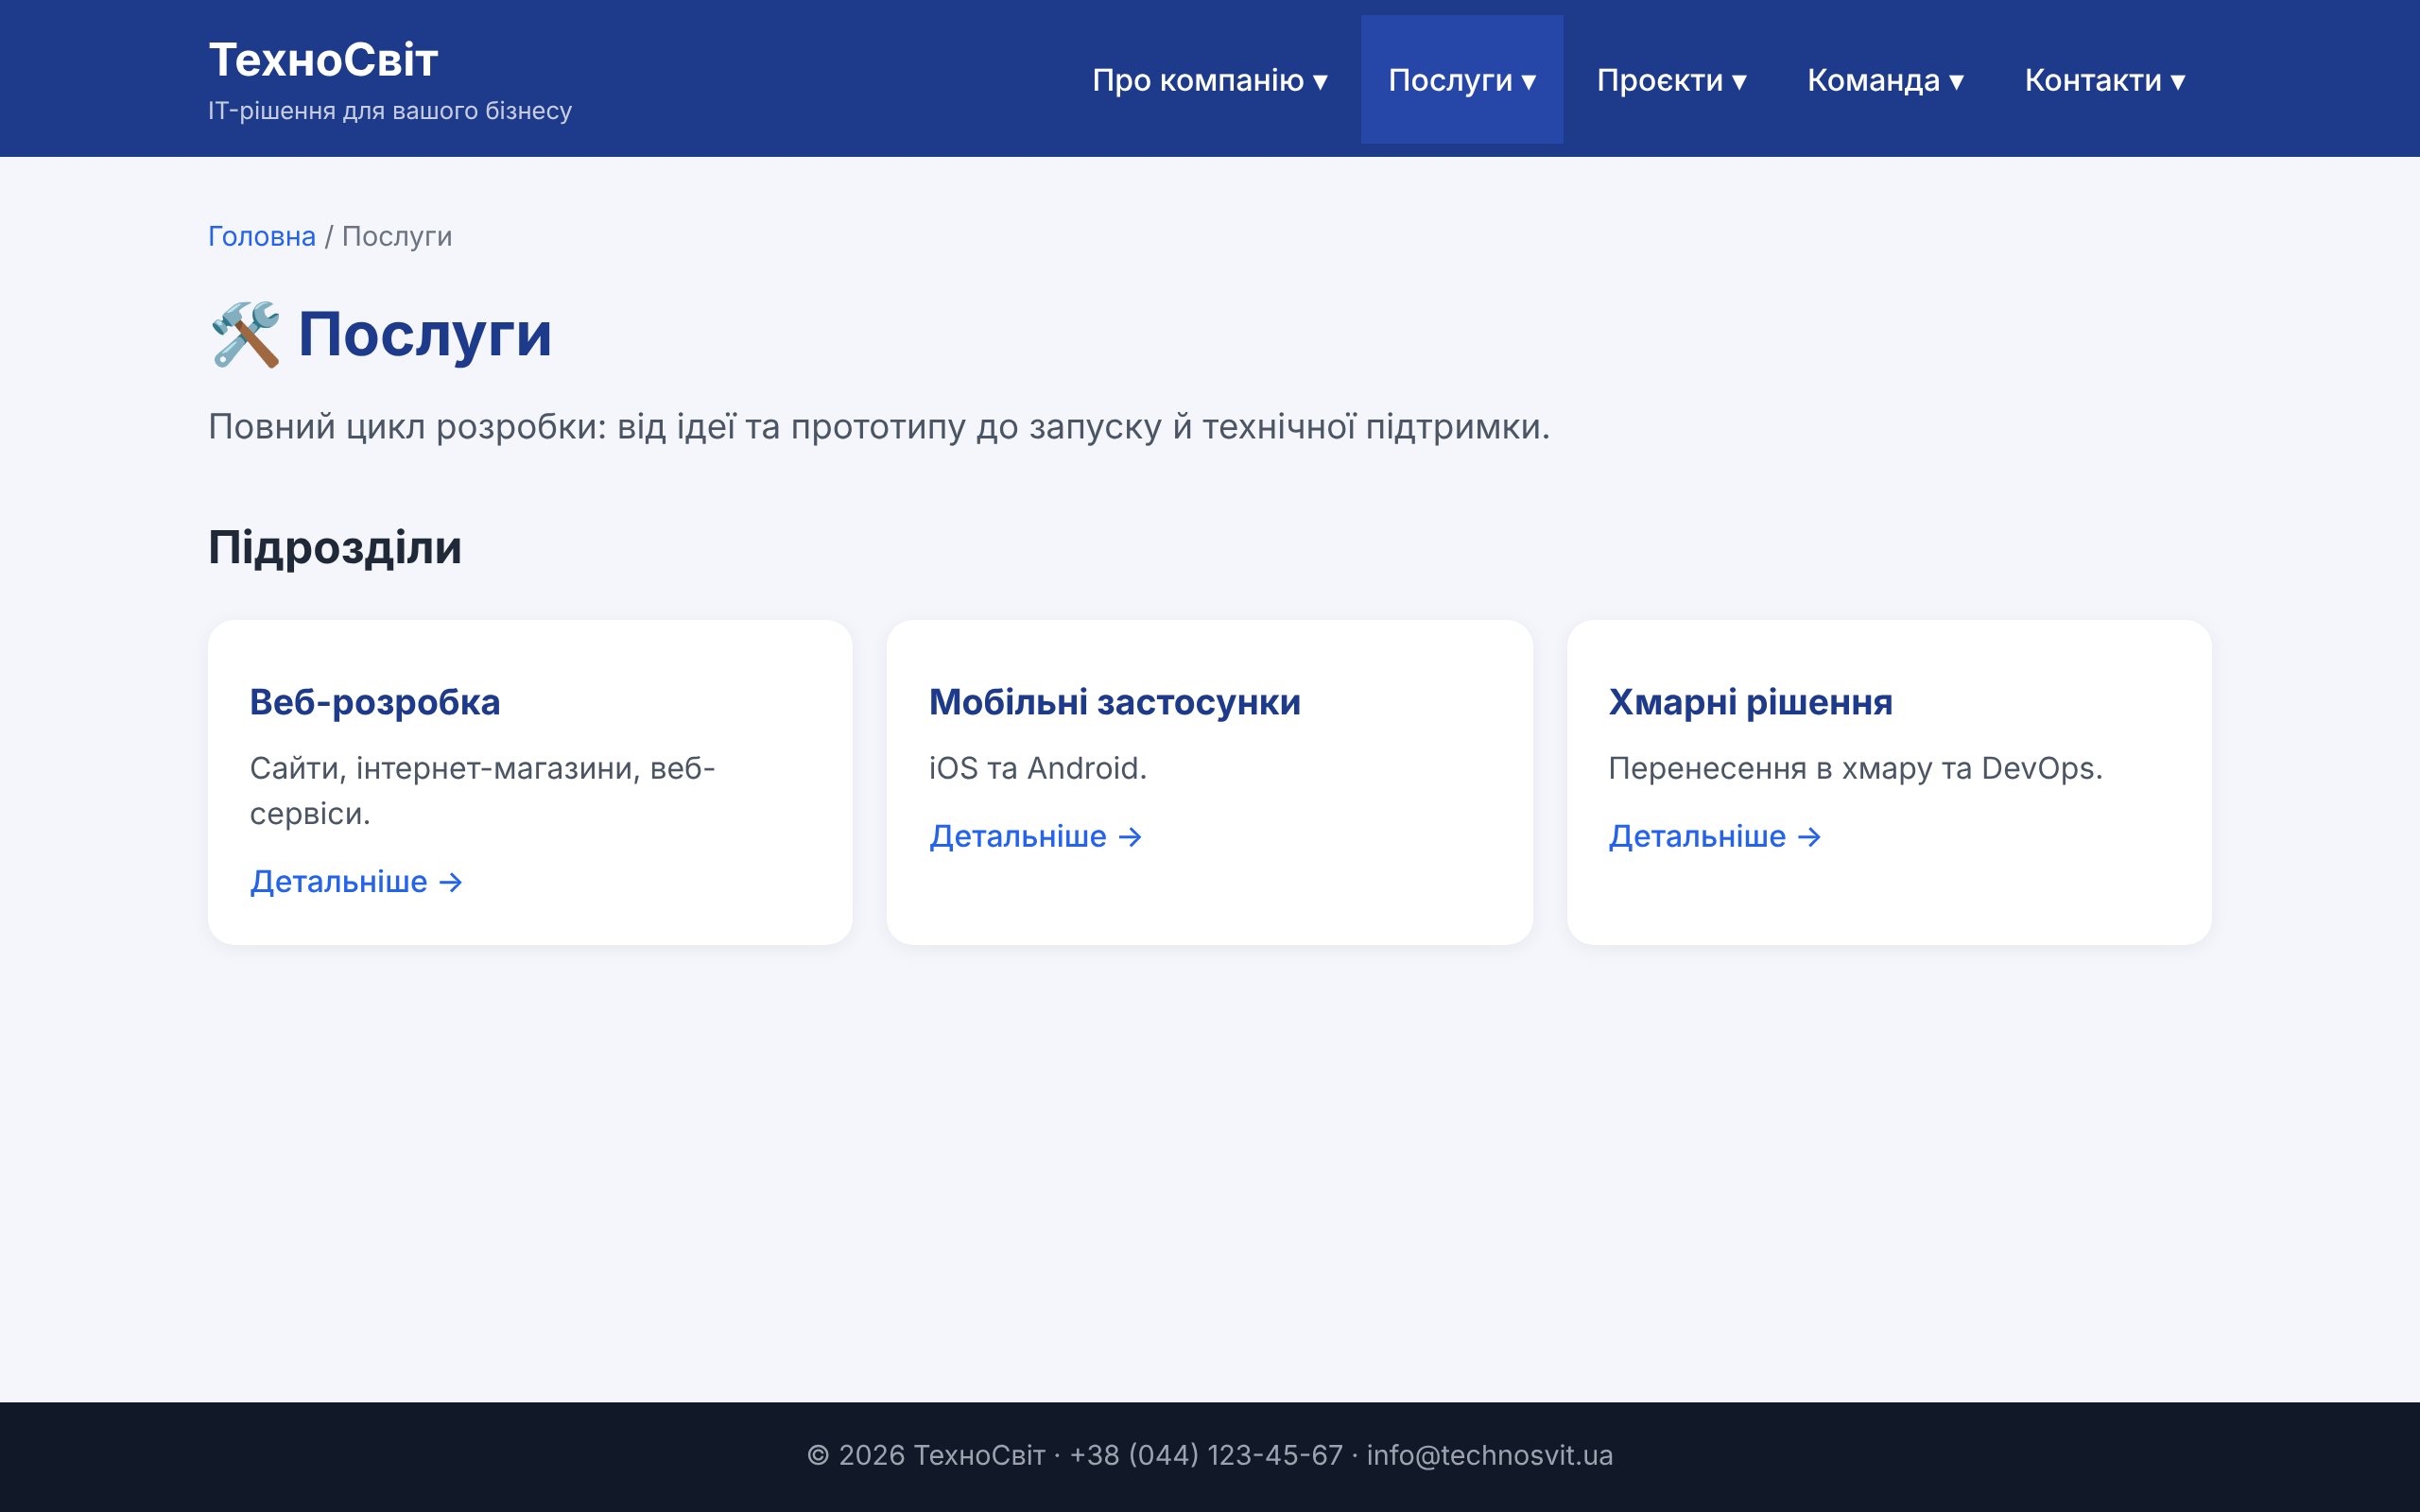 ТехноСвіт
ІТ-рішення для вашого бізнесу
Про компанію ▾
Послуги ▾
Проєкти ▾
Команда ▾
Контакти ▾
Головна / Послуги
🛠️ Послуги
Повний цикл розробки: від ідеї та прототипу до запуску й технічної підтримки.
Підрозділи
Веб-розробка
Сайти, інтернет-магазини, веб-
сервіси.
Детальніше →
Мобільні застосунки
iOS та Android.
Детальніше →
Хмарні рішення
Перенесення в хмару та DevOps.
Детальніше →
© 2026 ТехноСвіт · +38 (044) 123-45-67 · info@technosvit.ua